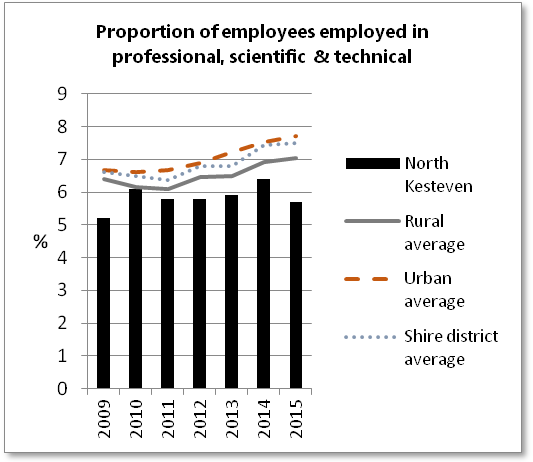 Proportion of employees employed in
professional, scientific & technical
9
8
7
6
5
4
3
2
1
0
%
2009
2010
2011
2012
2013
2014
2015
North
Kesteven
Rural
average
Urban
average
Shire district
average